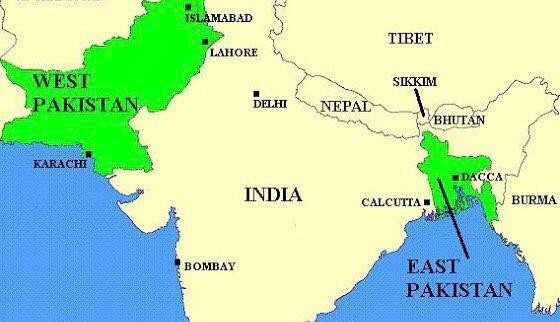 ISLAMABAD
LAHORE
TIBET
WEST
PAKISTAN
SIKKIM
DELHI
NEPAL
BHUTAN
KARACHI
DACCA
INDIA
CALCUTTA
BURMA
BOMBAY
EAST
PAKISTAN